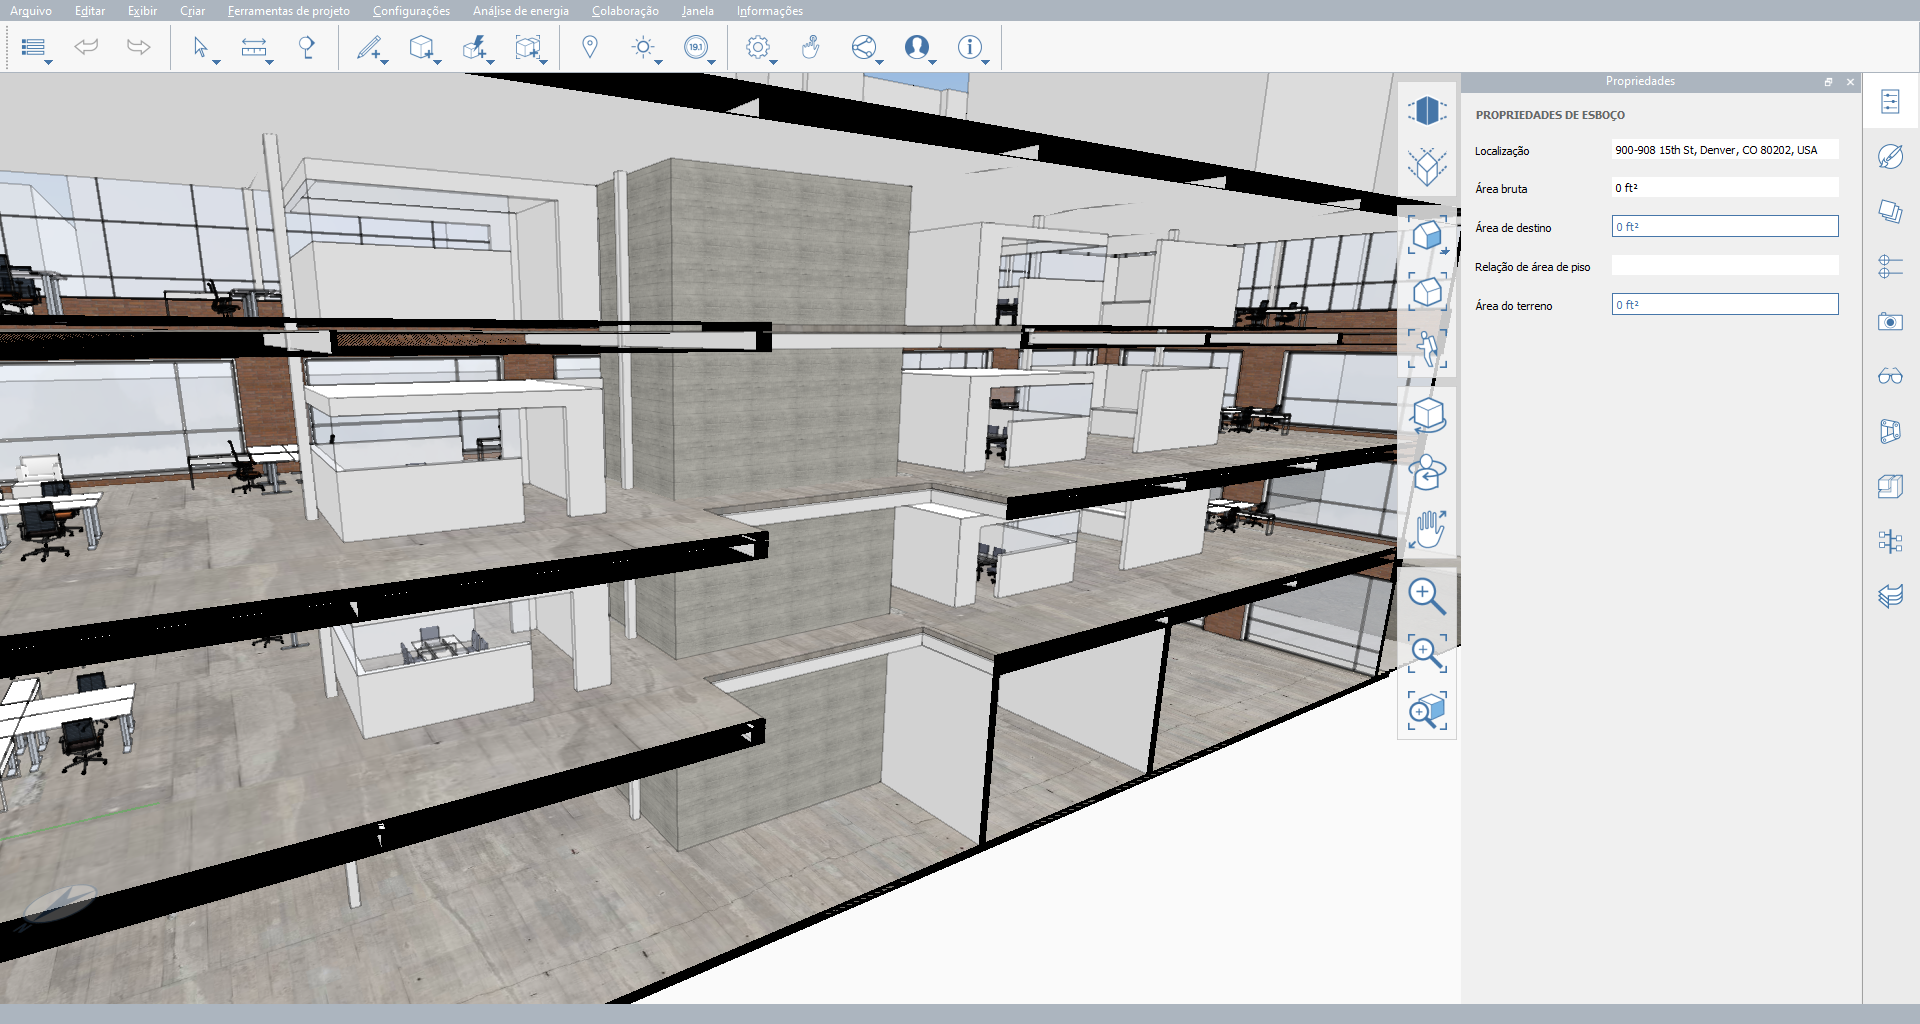 Arquivo Editar Exibir Criar Ferramentas de projeto Configurações Análise de energia Colaboração Janela Informações
19.1
Propriedades
PROPRIEDADES DE ESBOÇO
Localização 900-908 15th St, Denver, CO 80202, USA
Área bruta 0 ft²
Área de destino 0 ft²
Relação de área de piso
Área do terreno 0 ft²